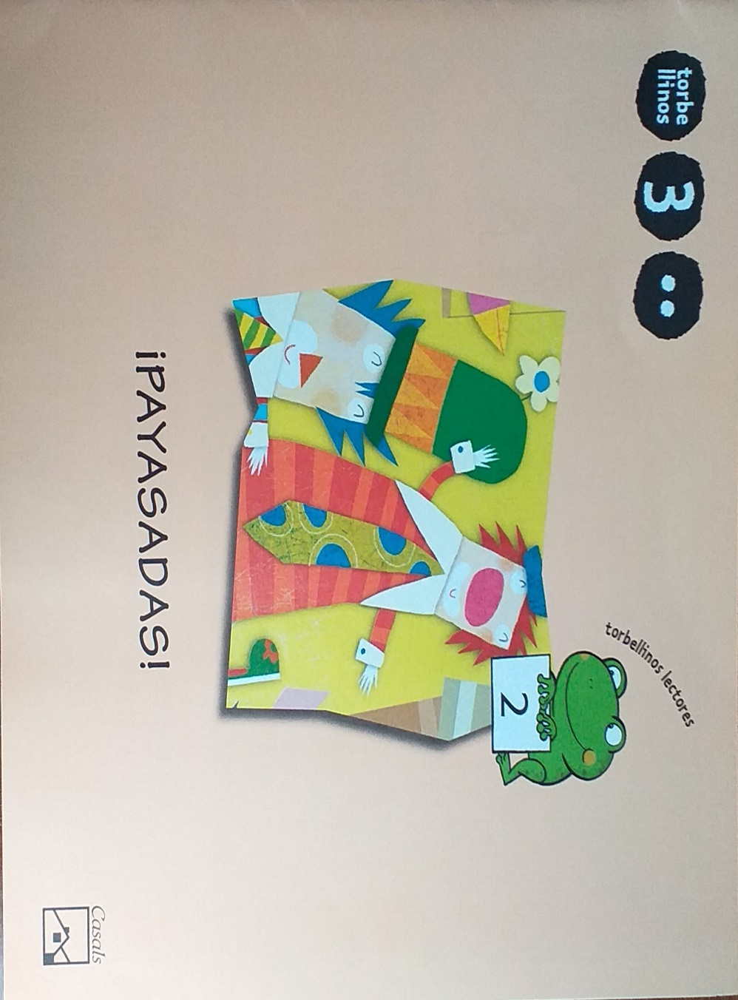 torbe
llinos
3
torbellinos lectores
2
¡PAYASADAS!
Casals